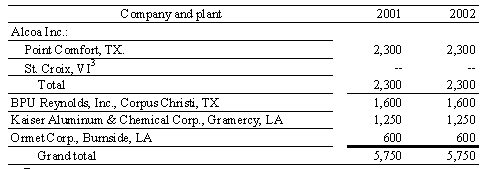 Company and plant 2001 2002
Alcoa Inc.:
Point Comfort, TX. 2,300 2,300
St. Croix, VI3 -- --
Total 2,300 2,300
BPU Reynolds, Inc., Corpus Christi, TX 1,600 1,600
Kaiser Aluminum & Chemical Corp., Gramercy, LA 1,250 1,250
Ormet Corp., Burnside, LA 600 600
Grand total 5,750 5,750